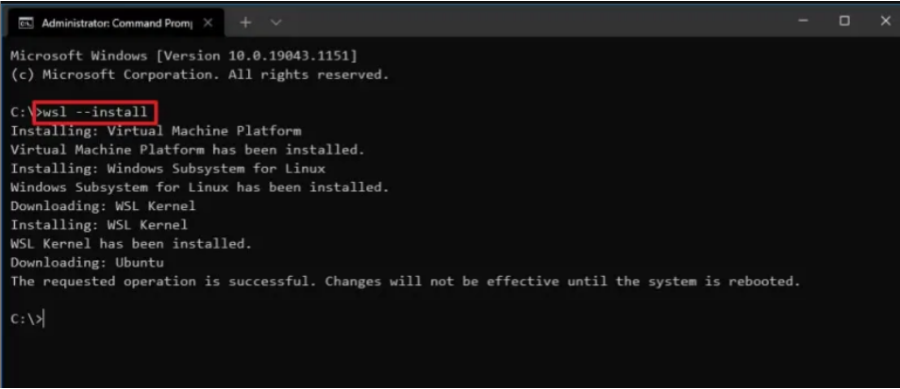 Administrator: Command Prom
Microsoft Windows [Version 10.0.19043.1151]
(c) Microsoft Corporation. All rights reserved.
C:\>wsl --install
Installing: Virtual Machine Platform
Virtual Machine Platform has been installed.
Installing: Windows Subsystem for Linux
Windows Subsystem for Linux has been installed.
Downloading: WSL Kernel
Installing: WSL Kernel
WSL Kernel has been installed.
Downloading: Ubuntu
The requested operation is successful. Changes will not be effective until the system is rebooted.
C:\>